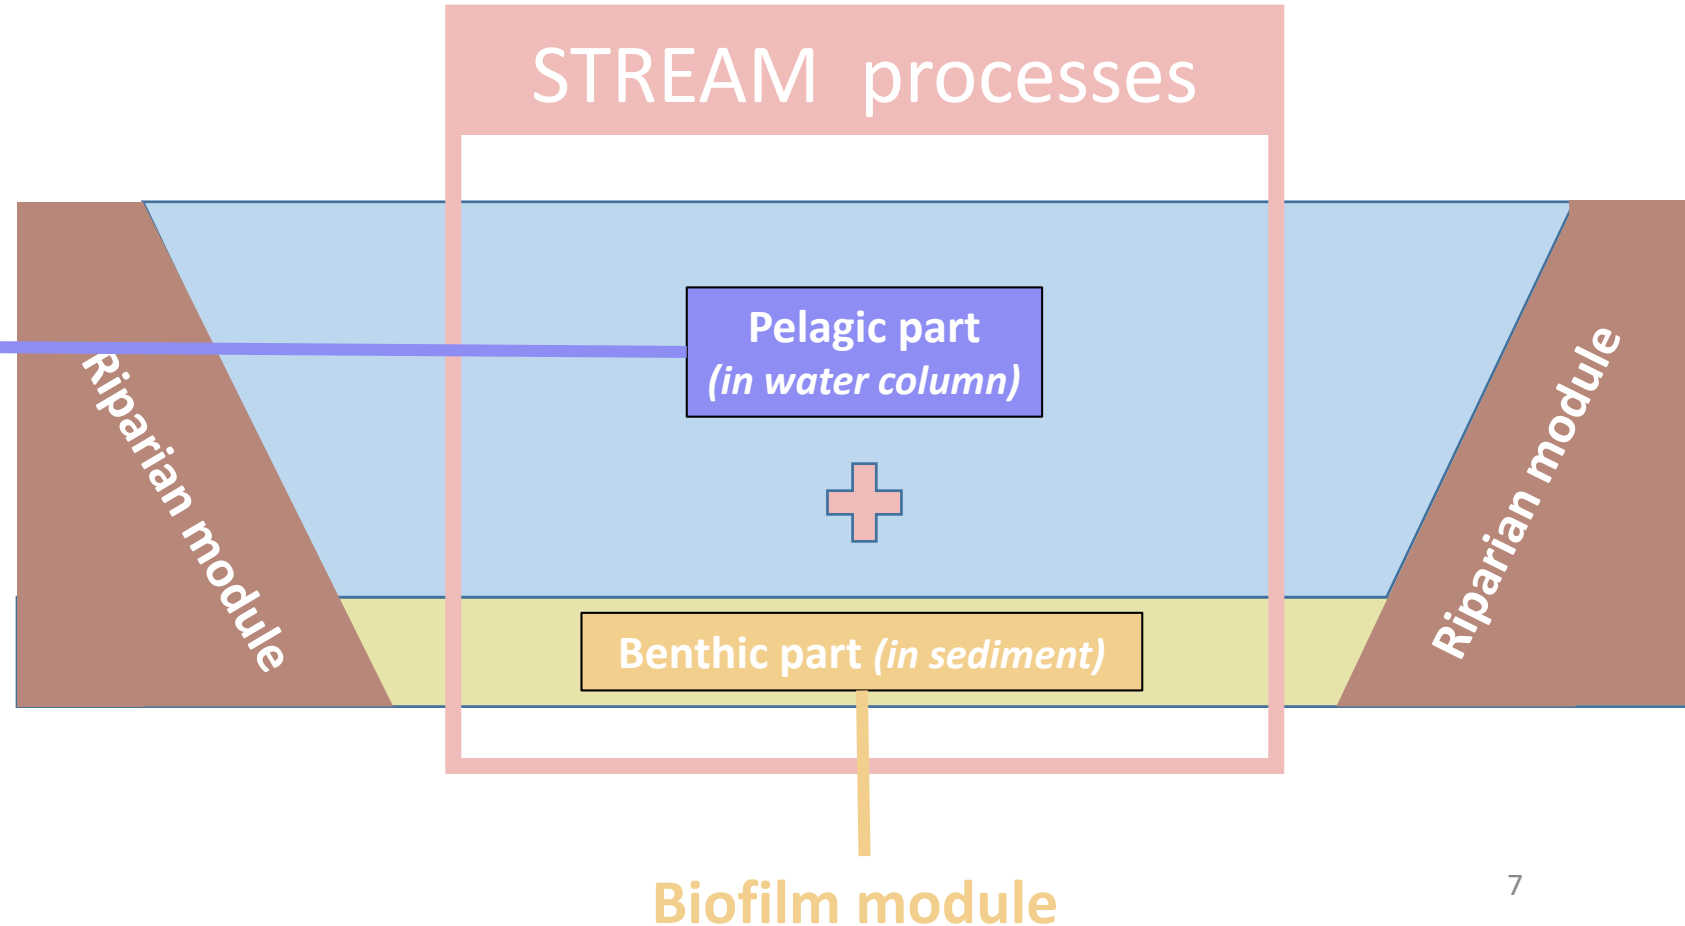 STREAM processes
Pelagic part
(in water column)
Riparian module
Riparian module
Benthic part (in sediment)
Biofilm module
7